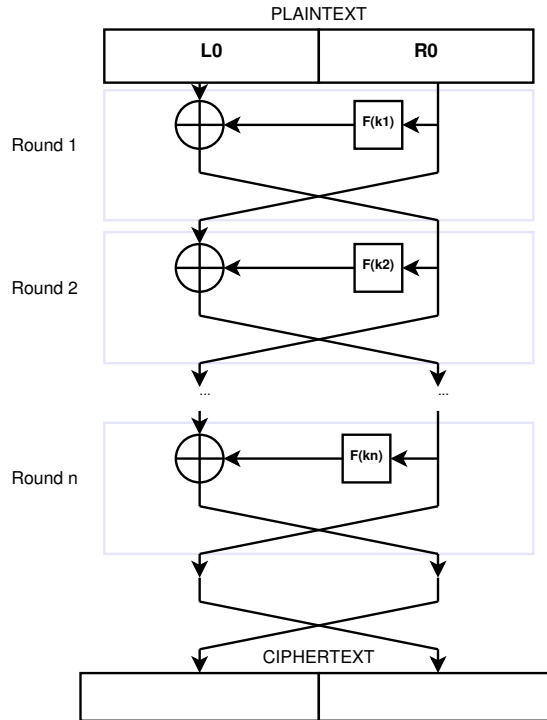 PLAINTEXT
L0 R0
F(k1)
Round 1
F(k2)
Round 2
... ...
F(kn)
Round n
CIPHERTEXT